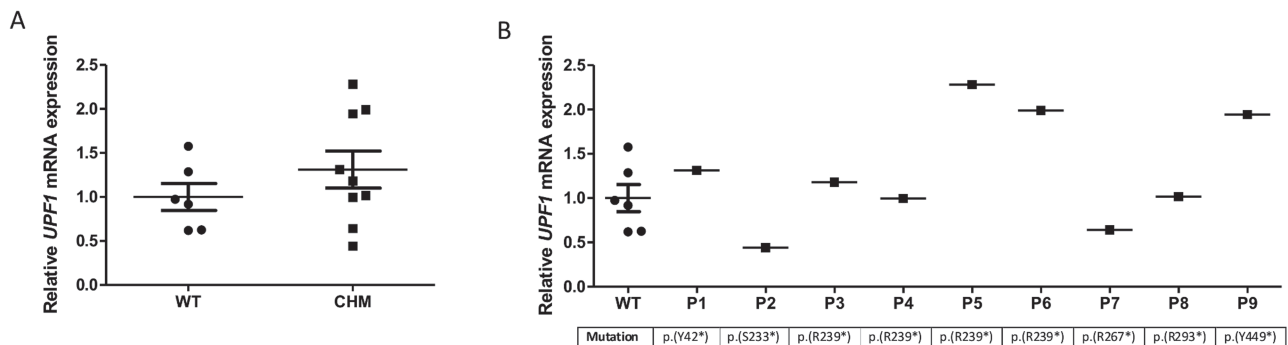 A
Relative UPF1 mRNA expression
2.5
2.0
1.5
1.0
0.5
0.0
WT CHM
B
Relative UPF1 mRNA expression
2.5
2.0
1.5
1.0
0.5
0.0
WT P1 P2 P3 P4 P5 P6 P7 P8 P9
Mutation p.(Y42*) p.(S233*) p.(R239*) p.(R239*) p.(R239*) p.(R239*) p.(R267*) p.(R293*) p.(Y449*)